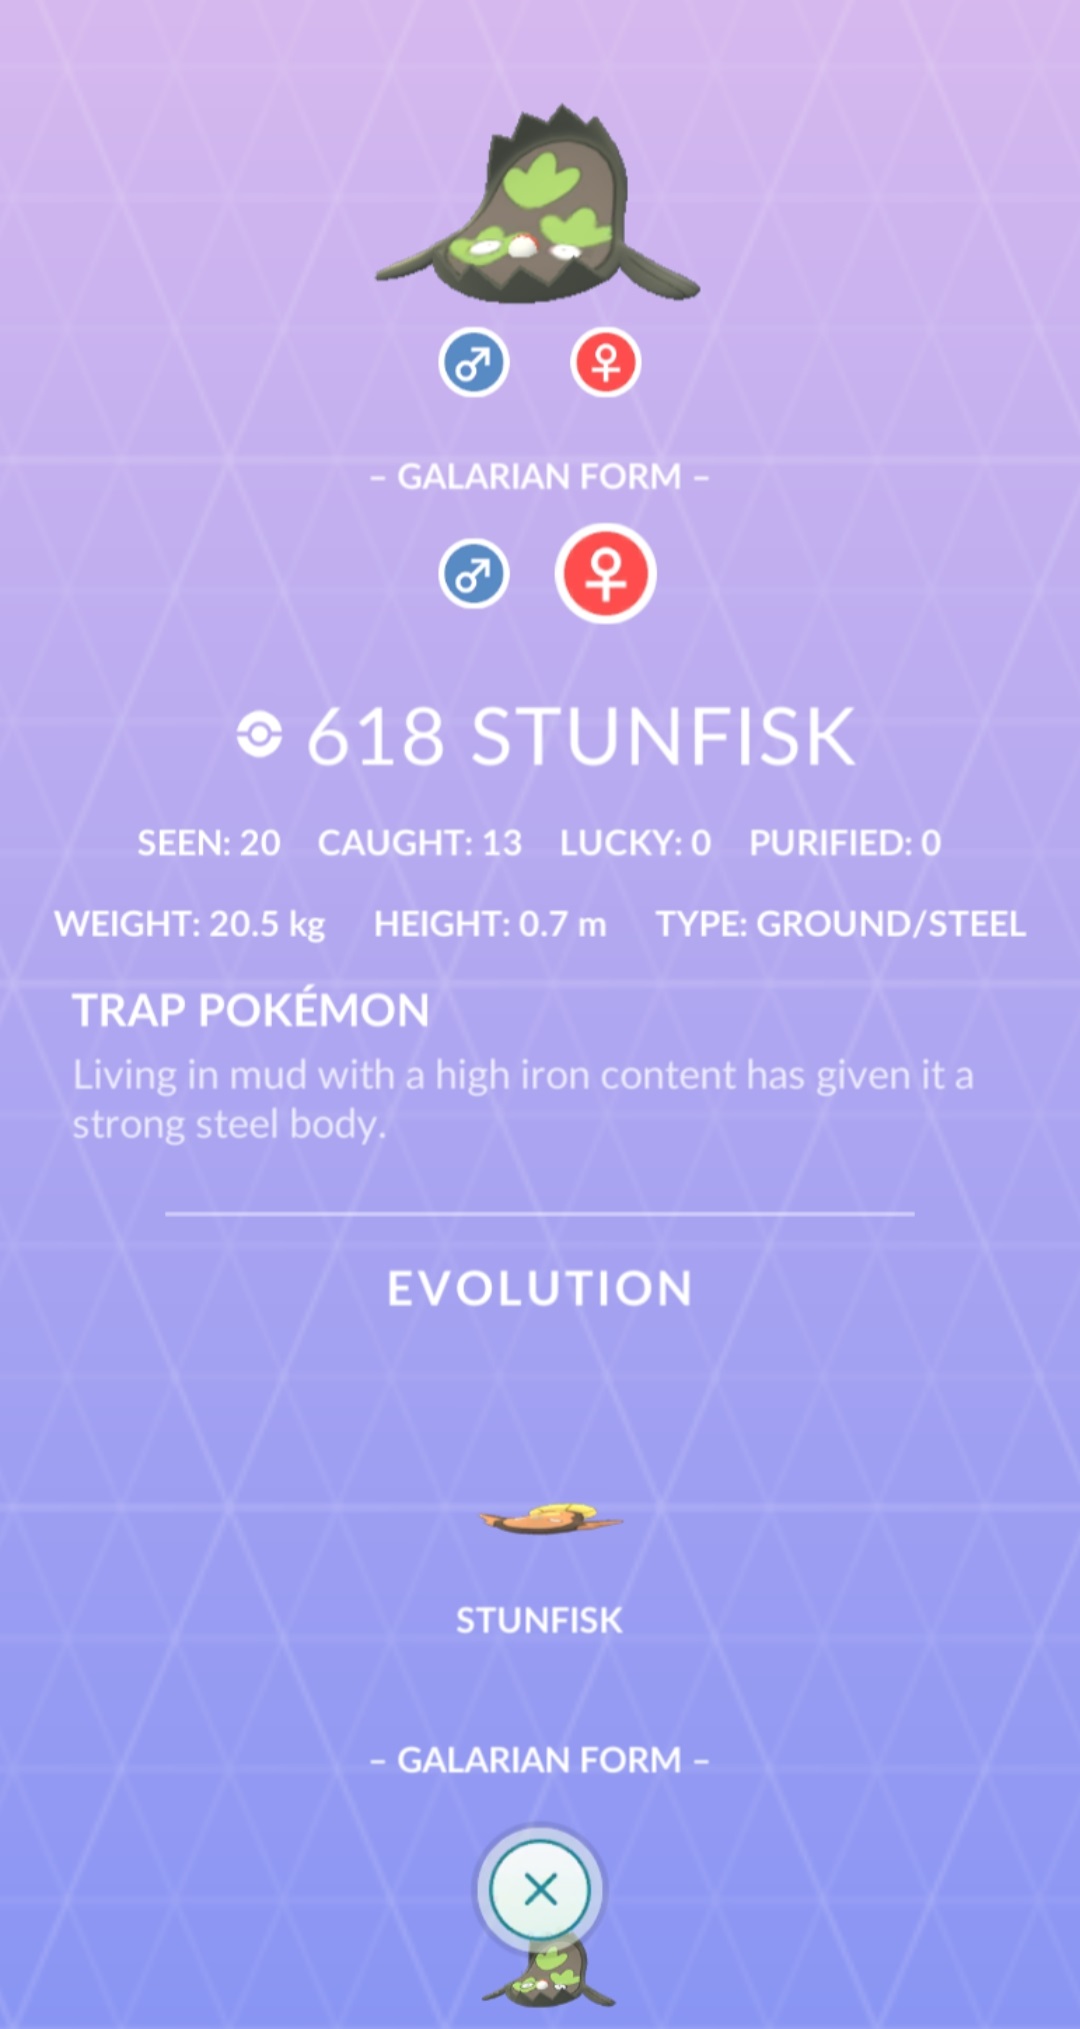 – GALARIAN FORM –
618 STUNFISK
SEEN: 20 CAUGHT: 13 LUCKY: 0 PURIFIED: 0
WEIGHT: 20.5 kg HEIGHT: 0.7 m TYPE: GROUND/STEEL
TRAP POKÉMON
Living in mud with a high iron content has given it a
strong steel body.
EVOLUTION
STUNFISK
– GALARIAN FORM –